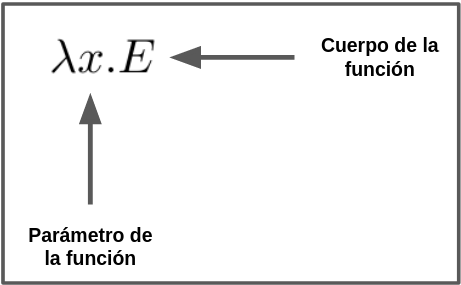 λx.E
Cuerpo de la
función
Parámetro de
la función